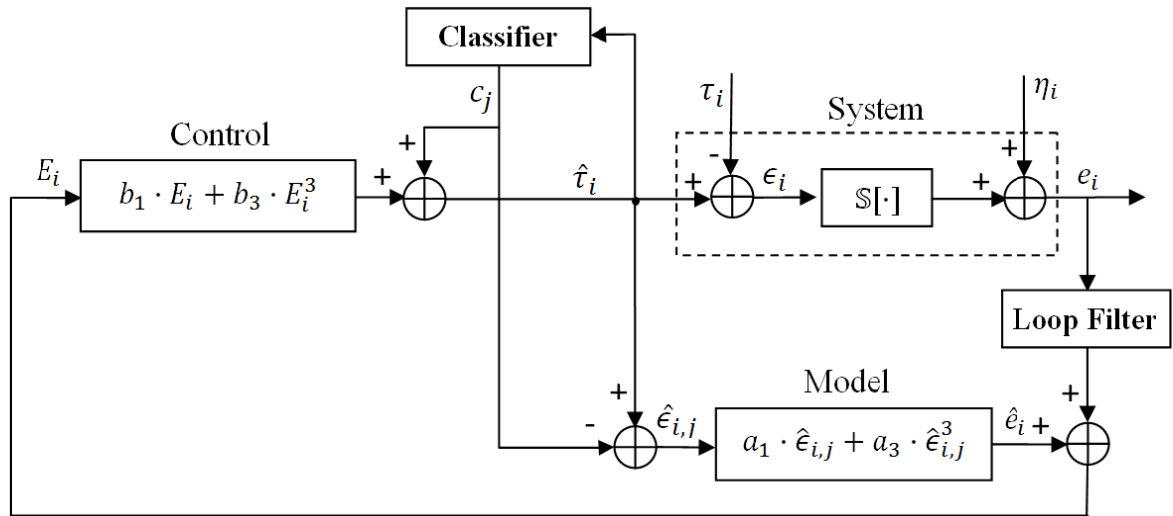 Classifier
c_j
τ_i
η_i
System
Control
+
-
+
E_i
b_1 · E_i + b_3 · E_i^3
+
τ̂_i
+
ϵ_i
𝕊[·]
+
e_i
Loop Filter
Model
+
+
-
ϵ̂_{i,j}
a_1 · ϵ̂_{i,j} + a_3 · ϵ̂_{i,j}^3
ê_i
+